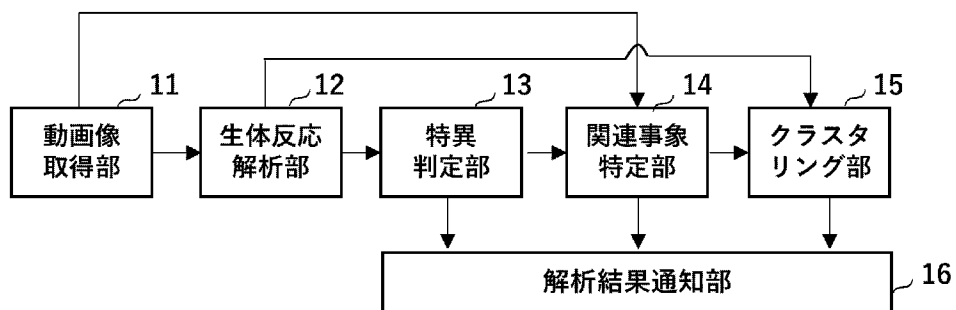 11
動画像
取得部
12
生体反応
解析部
13
特異
判定部
14
関連事象
特定部
15
クラスタ
リング部
解析結果通知部
16